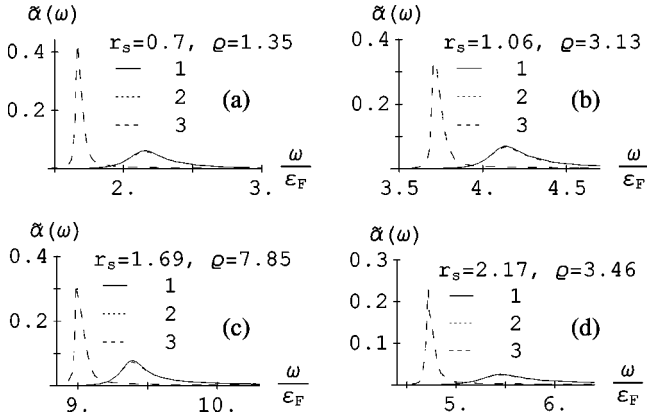 α̃(ω)
r_s=0.7, ϱ=1.35
0.4
0.2
1
2
3
(a)
2.
3.
ω/ε_F
α̃(ω)
r_s=1.06, ϱ=3.13
0.4
0.2
1
2
3
(b)
3.5
4.
4.5
ω/ε_F
α̃(ω)
r_s=1.69, ϱ=7.85
0.4
0.2
1
2
3
(c)
9.
10.
ω/ε_F
α̃(ω)
r_s=2.17, ϱ=3.46
0.3
0.2
0.1
1
2
3
(d)
5.
6.
ω/ε_F